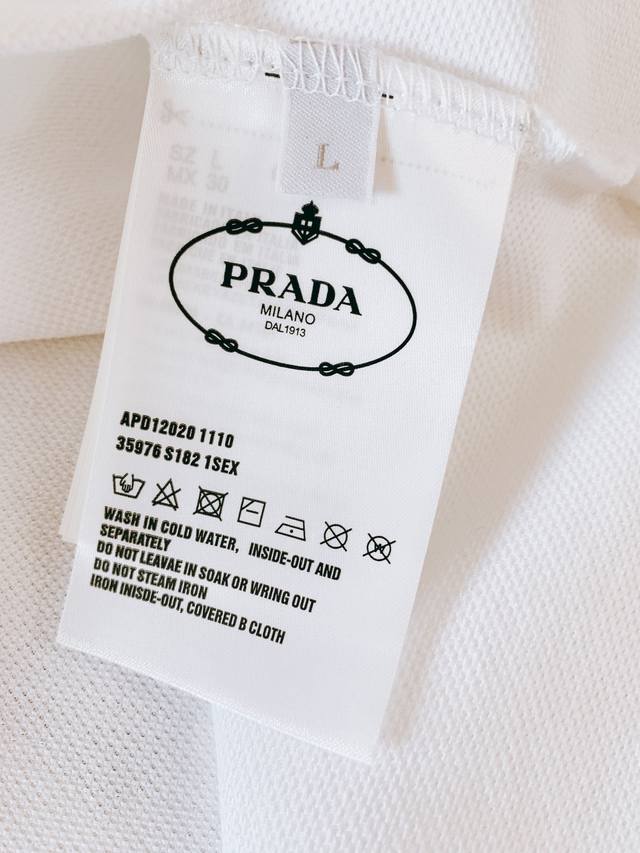 L
SZ L
MX 30
PRADA
MILANO
DAL1913
APD12020 1110
35976 S182 1SEX
WASH IN COLD WATER, INSIDE-OUT AND
SEPARATELY
DO NOT LEAVAE IN SOAK OR WRING OUT
DO NOT STEAM IRON
IRON INISDE-OUT, COVERED B CLOTH